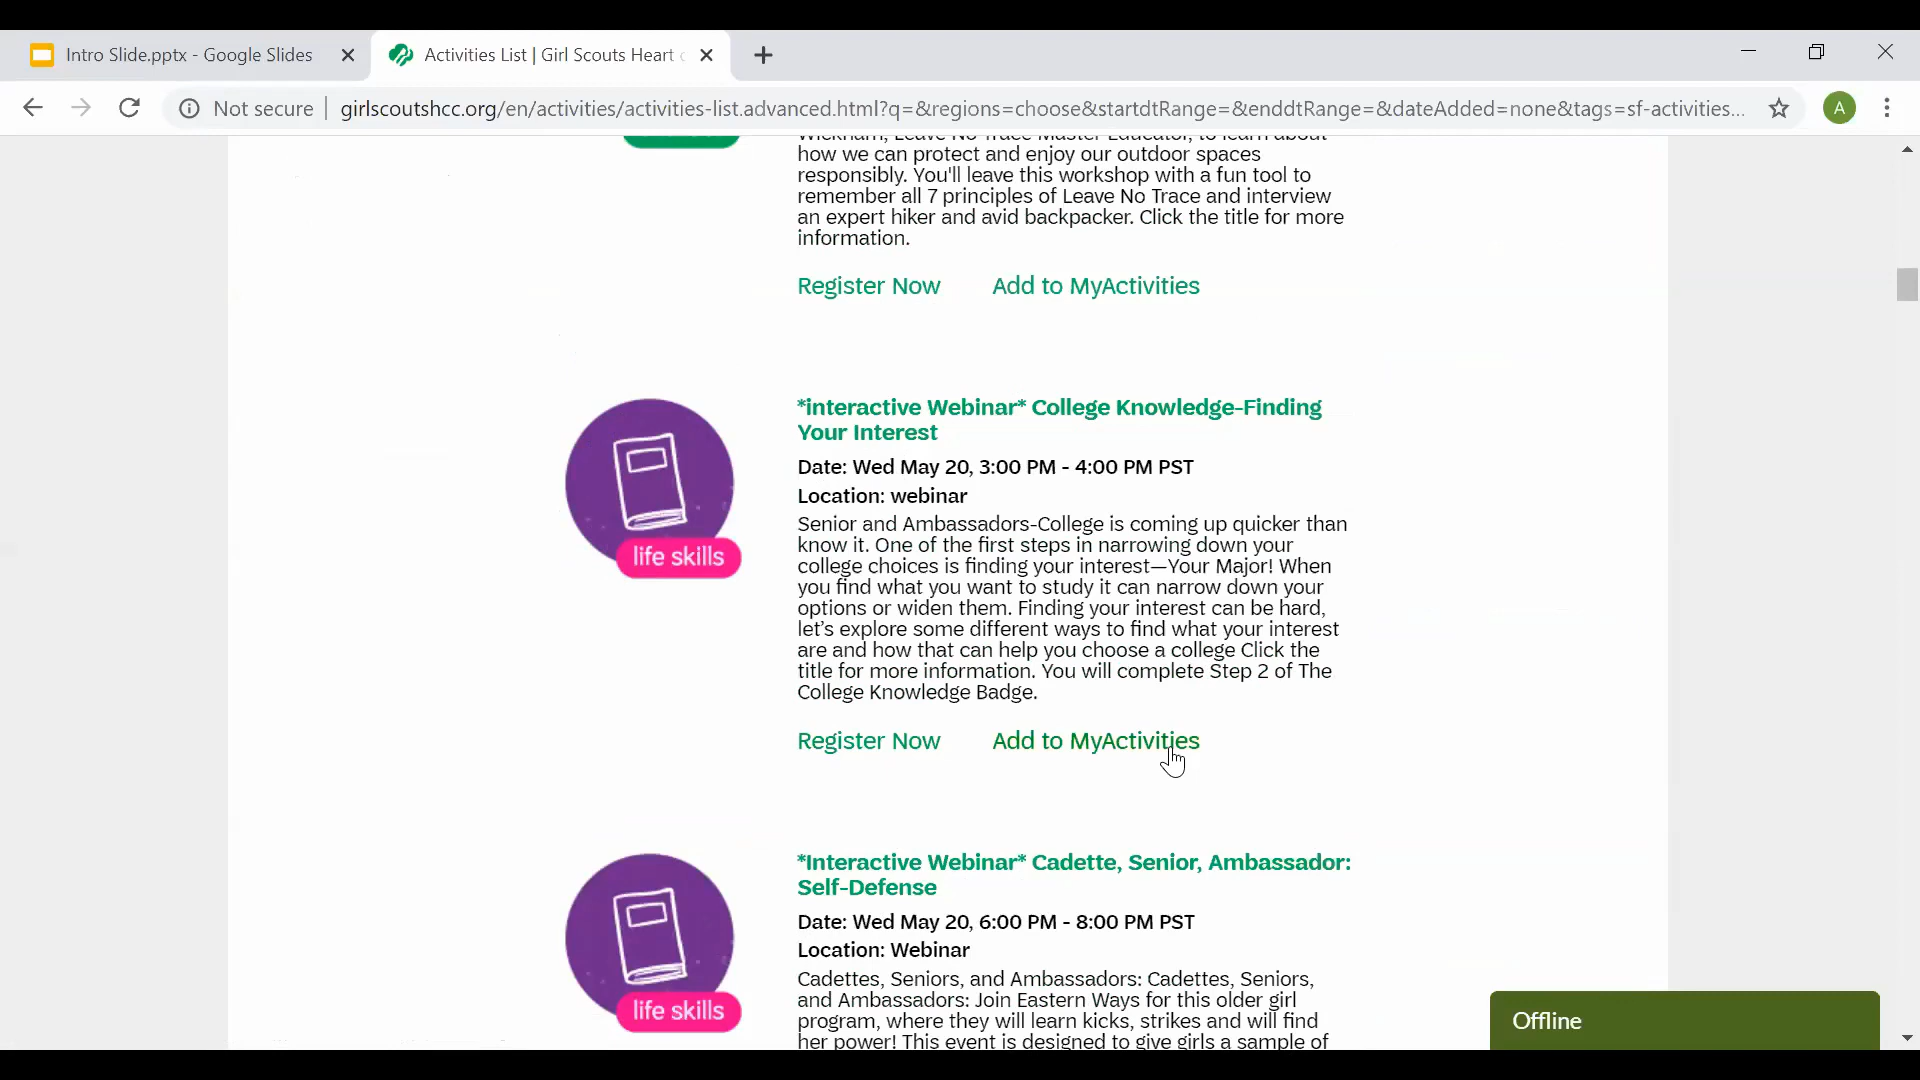 Intro Slide.pptx - Google Slides
Activities List | Girl Scouts Heart
Not secure
girlscoutshcc.org/en/activities/activities-list.advanced.html?q=&regions=choose&startdtRange=&enddtRange=&dateAdded=none&tags=sf-activities...
A
Wickham, Leave No Trace Master Educator, to learn about
how we can protect and enjoy our outdoor spaces
responsibly. You'll leave this workshop with a fun tool to
remember all 7 principles of Leave No Trace and interview
an expert hiker and avid backpacker. Click the title for more
information.
Register Now Add to MyActivities
*interactive Webinar* College Knowledge-Finding
Your Interest
Date: Wed May 20, 3:00 PM - 4:00 PM PST
Location: webinar
life skills
Senior and Ambassadors-College is coming up quicker than
know it. One of the first steps in narrowing down your
college choices is finding your interest—Your Major! When
you find what you want to study it can narrow down your
options or widen them. Finding your interest can be hard,
let's explore some different ways to find what your interest
are and how that can help you choose a college Click the
title for more information. You will complete Step 2 of The
College Knowledge Badge.
Register Now Add to MyActivities
*Interactive Webinar* Cadette, Senior, Ambassador:
Self-Defense
Date: Wed May 20, 6:00 PM - 8:00 PM PST
Location: Webinar
life skills
Cadettes, Seniors, and Ambassadors: Cadettes, Seniors,
and Ambassadors: Join Eastern Ways for this older girl
program, where they will learn kicks, strikes and will find
her power! This event is designed to give girls a sample of
Offline